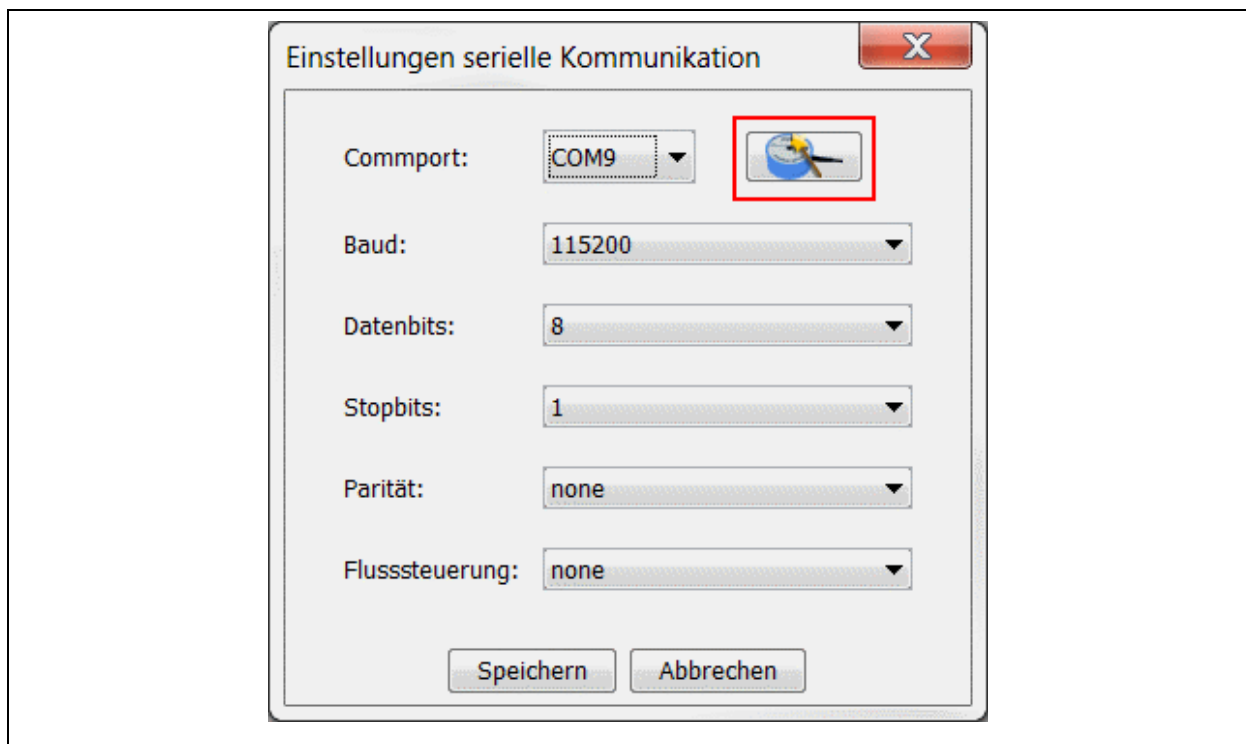 Einstellungen serielle Kommunikation
Commport: COM9
Baud: 115200
Datenbits: 8
Stopbits: 1
Parität: none
Flusssteuerung: none
Speichern Abbrechen